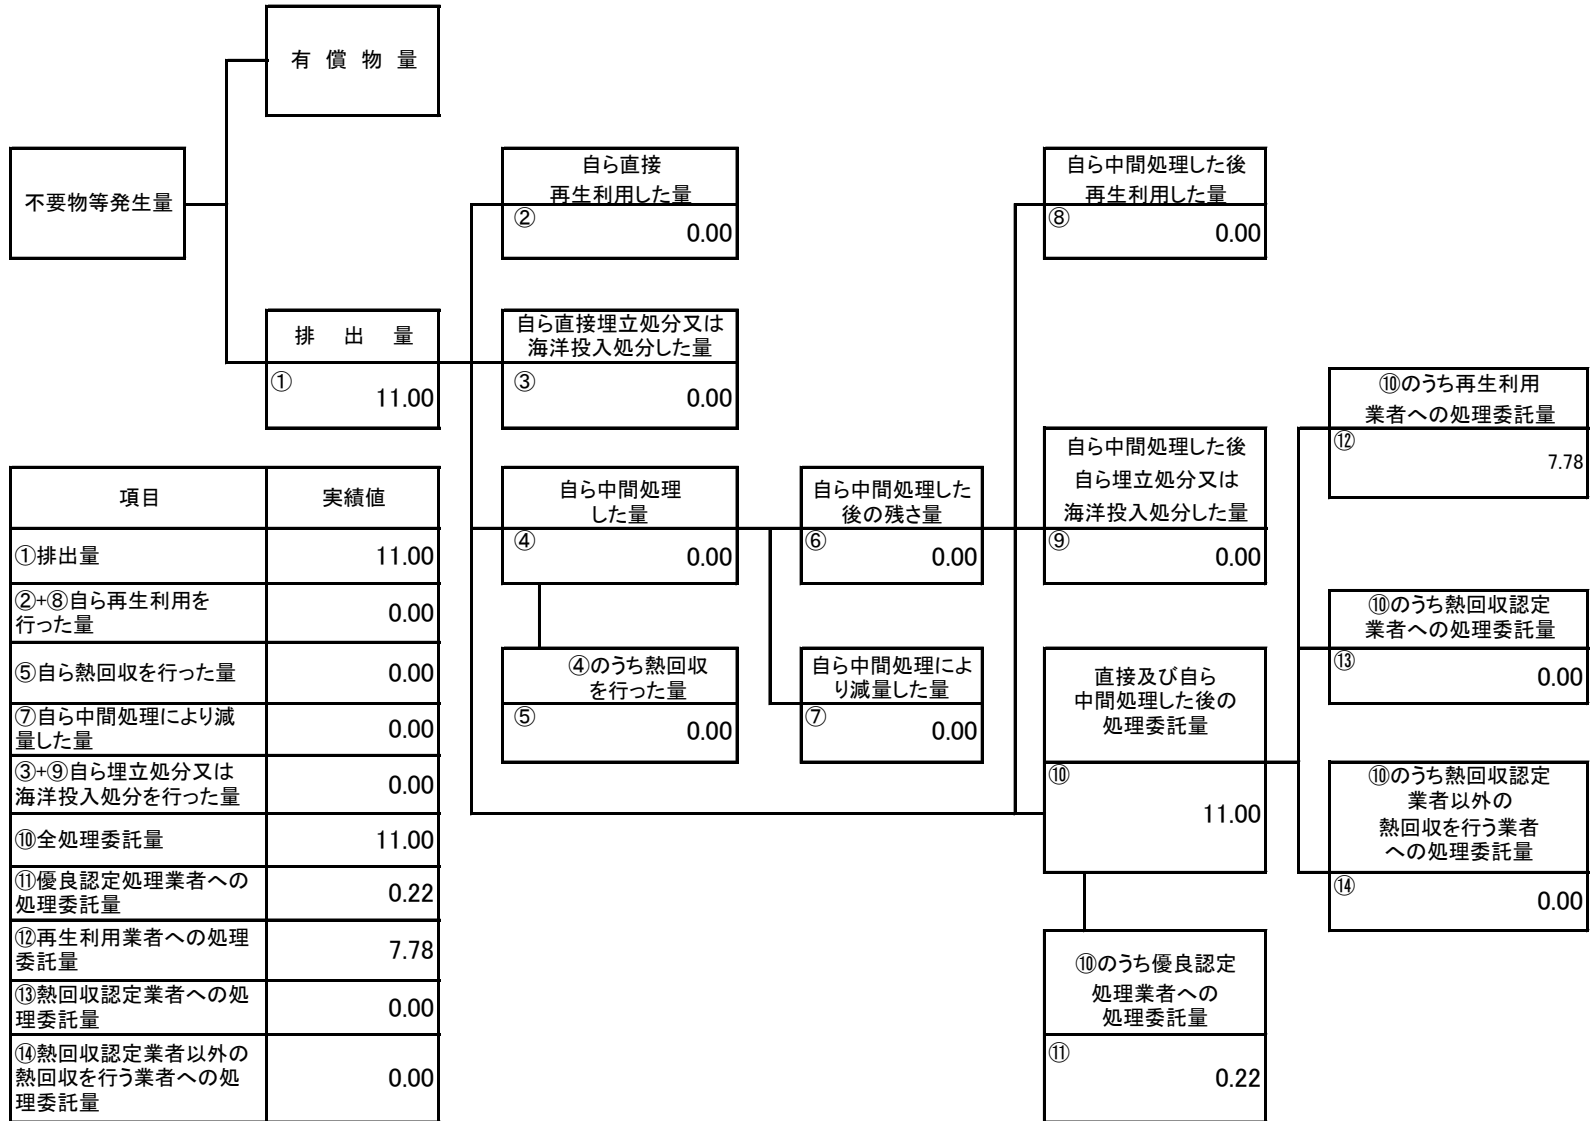 有 償 物 量
不要物等発生量
自ら直接
再生利用した量
②
0.00
自ら中間処理した後
再生利用した量
⑧
0.00
排 出 量
①
11.00
自ら直接埋立処分又は
海洋投入処分した量
③
0.00
⑩のうち再生利用
業者への処理委託量
⑫
7.78
自ら中間処理
した量
④
0.00
自ら中間処理した
後の残さ量
⑥
0.00
自ら中間処理した後
自ら埋立処分又は
海洋投入処分した量
⑨
0.00
⑩のうち熱回収認定
業者への処理委託量
⑬
0.00
④のうち熱回収
を行った量
⑤
0.00
自ら中間処理によ
り減量した量
⑦
0.00
直接及び自ら
中間処理した後の
処理委託量
⑩
11.00
⑩のうち熱回収認定
業者以外の
熱回収を行う業者
への処理委託量
⑭
0.00
⑩のうち優良認定
処理業者への
処理委託量
⑪
0.22
項目 実績値
①排出量 11.00
②+⑧自ら再生利用を
行った量 0.00
⑤自ら熱回収を行った量 0.00
⑦自ら中間処理により減
量した量 0.00
③+⑨自ら埋立処分又は
海洋投入処分を行った量 0.00
⑩全処理委託量 11.00
⑪優良認定処理業者への
処理委託量 0.22
⑫再生利用業者への処理
委託量 7.78
⑬熱回収認定業者への処
理委託量 0.00
⑭熱回収認定業者以外の
熱回収を行う業者への処
理委託量 0.00